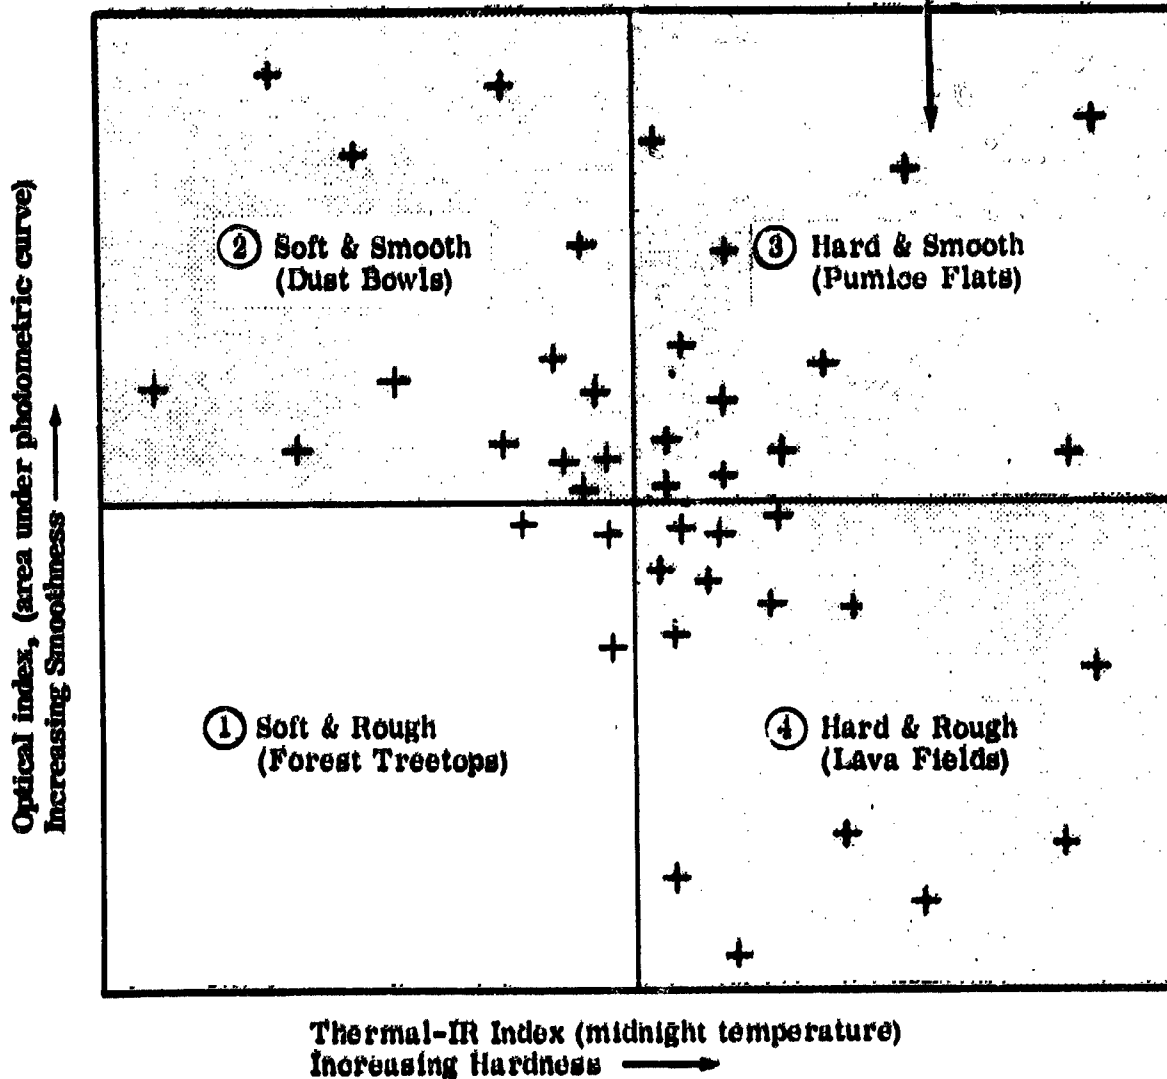 ② Soft & Smooth
(Dust Bowls)
③ Hard & Smooth
(Pumice Flats)
① Soft & Rough
(Forest Treetops)
④ Hard & Rough
(Lava Fields)
Optical index, (area under photometric curve)
Increasing Smoothness
Thermal-IR Index (midnight temperature)
Increasing Hardness